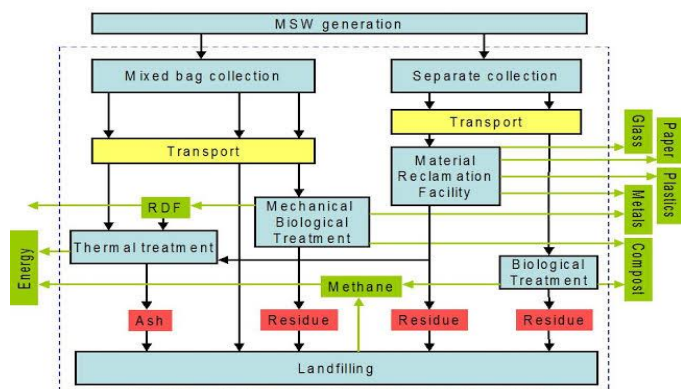 MSW generation
Mixed bag collection
Separate collection
Transport
Transport
Glass
Paper
Material
Reclamation
Facility
Plastics
Metals
RDF
Mechanical
Biological
Treatment
Thermal treatment
Energy
Compost
Biological
Treatment
Methane
Ash
Residue
Residue
Residue
Landfilling